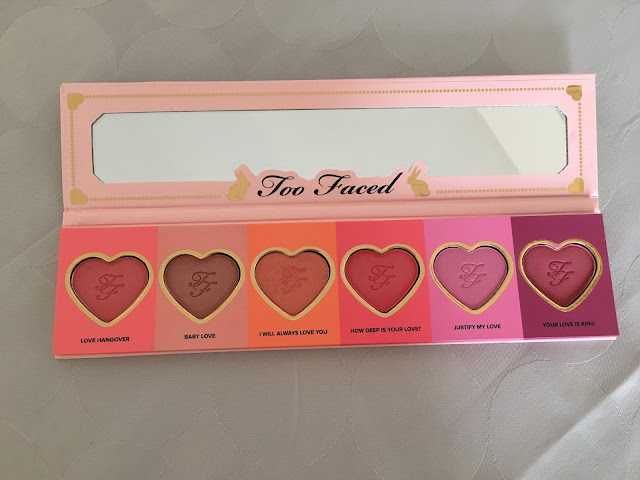 Too Faced
LOVE HANGOVER
BABY LOVE
I WILL ALWAYS LOVE YOU
HOW DEEP IS YOUR LOVE?
JUSTIFY MY LOVE
YOUR LOVE IS KING